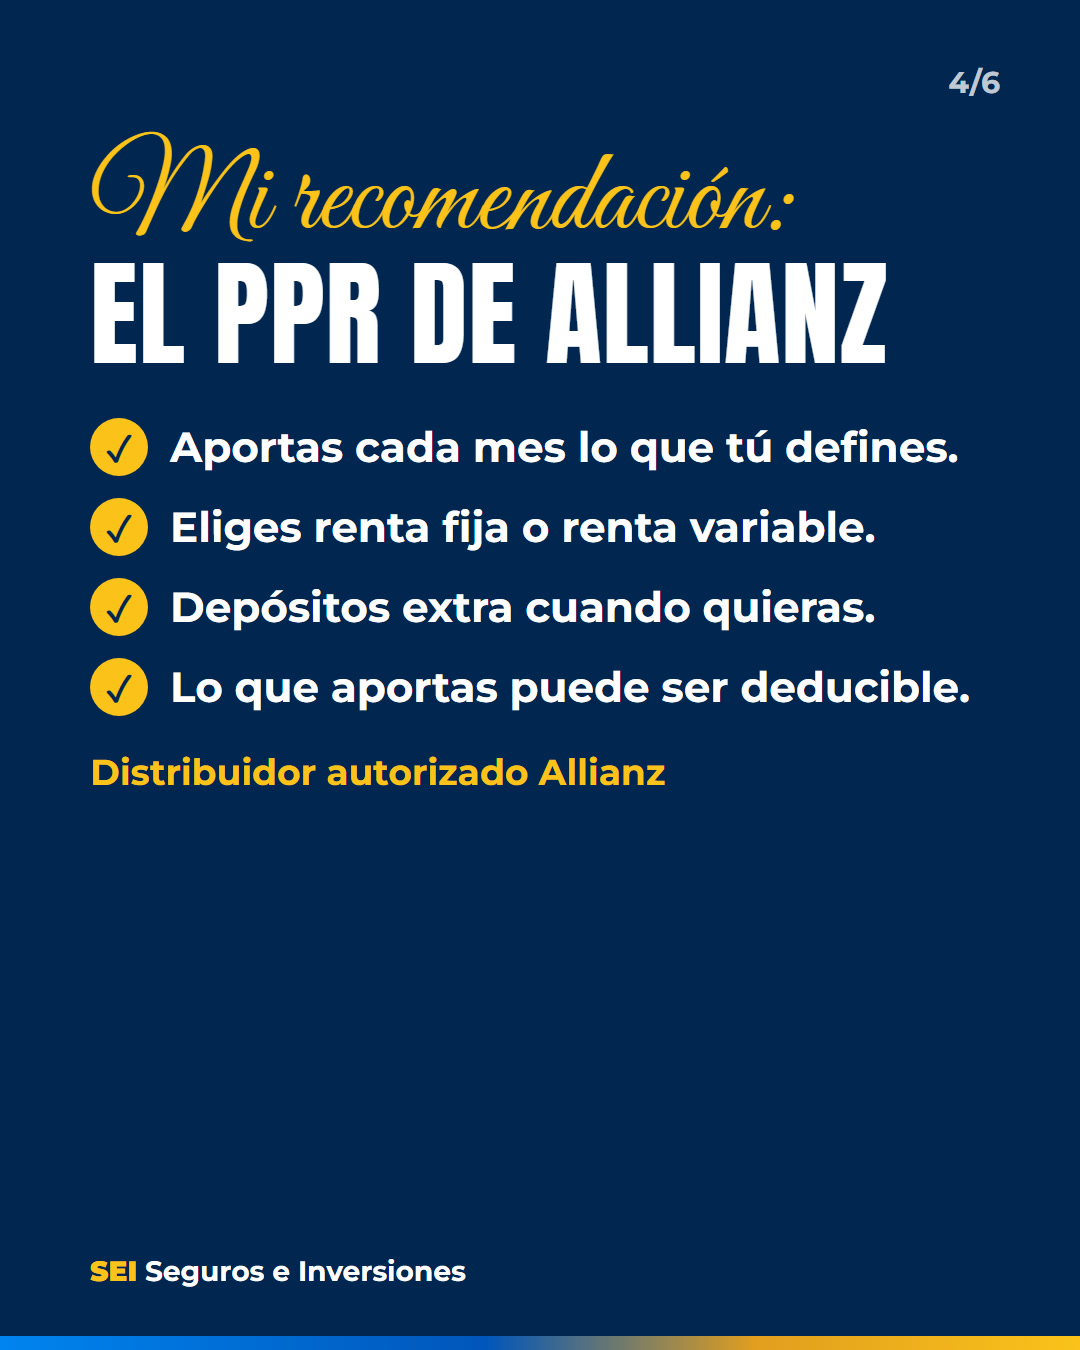 4/6
Mi recomendación:
EL PPR DE ALLIANZ
✓ Aportas cada mes lo que tú defines.
✓ Eliges renta fija o renta variable.
✓ Depósitos extra cuando quieras.
✓ Lo que aportas puede ser deducible.
Distribuidor autorizado Allianz
SEI Seguros e Inversiones